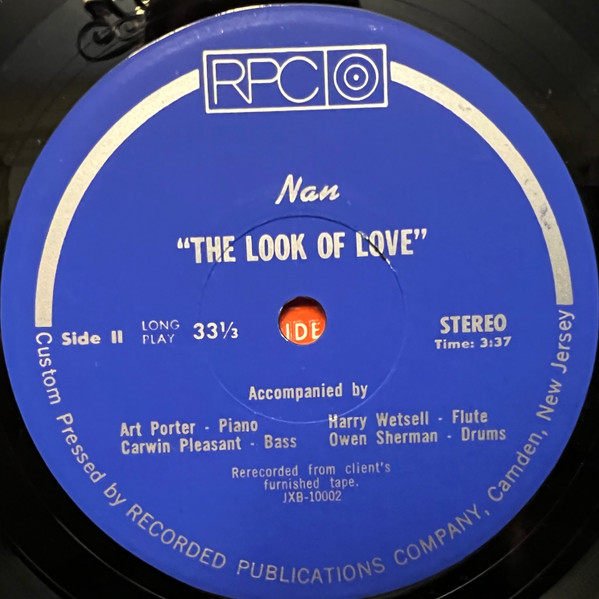 RPC
Nan
"THE LOOK OF LOVE"
Side II LONG PLAY 33⅓
IDE
STEREO
Time: 3:37
Accompanied by
Art Porter - Piano
Harry Wetsell - Flute
Carwin Pleasant - Bass
Owen Sherman - Drums
Rerecorded from client's
furnished tape.
JXB-10002
Custom Pressed by RECORDED PUBLICATIONS COMPANY, Camden, New Jersey